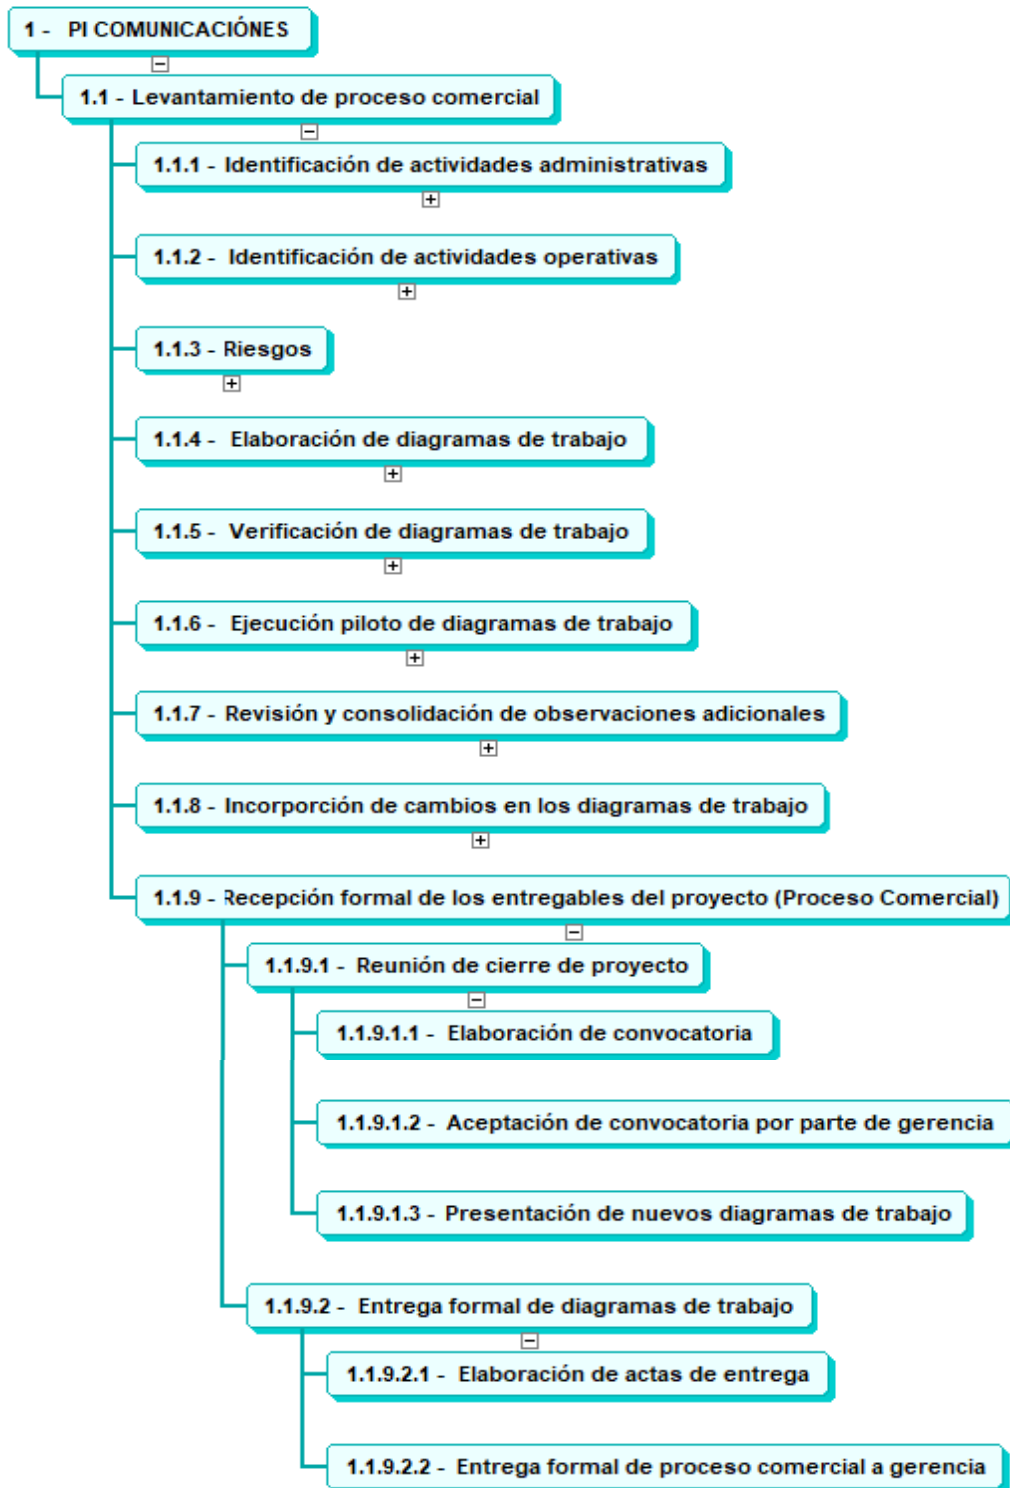 1 - PI COMUNICACIÓNES
1.1 - Levantamiento de proceso comercial
1.1.1 - Identificación de actividades administrativas
1.1.2 - Identificación de actividades operativas
1.1.3 - Riesgos
1.1.4 - Elaboración de diagramas de trabajo
1.1.5 - Verificación de diagramas de trabajo
1.1.6 - Ejecución piloto de diagramas de trabajo
1.1.7 - Revisión y consolidación de observaciones adicionales
1.1.8 - Incorporción de cambios en los diagramas de trabajo
1.1.9 - Recepción formal de los entregables del proyecto (Proceso Comercial)
1.1.9.1 - Reunión de cierre de proyecto
1.1.9.1.1 - Elaboración de convocatoria
1.1.9.1.2 - Aceptación de convocatoria por parte de gerencia
1.1.9.1.3 - Presentación de nuevos diagramas de trabajo
1.1.9.2 - Entrega formal de diagramas de trabajo
1.1.9.2.1 - Elaboración de actas de entrega
1.1.9.2.2 - Entrega formal de proceso comercial a gerencia